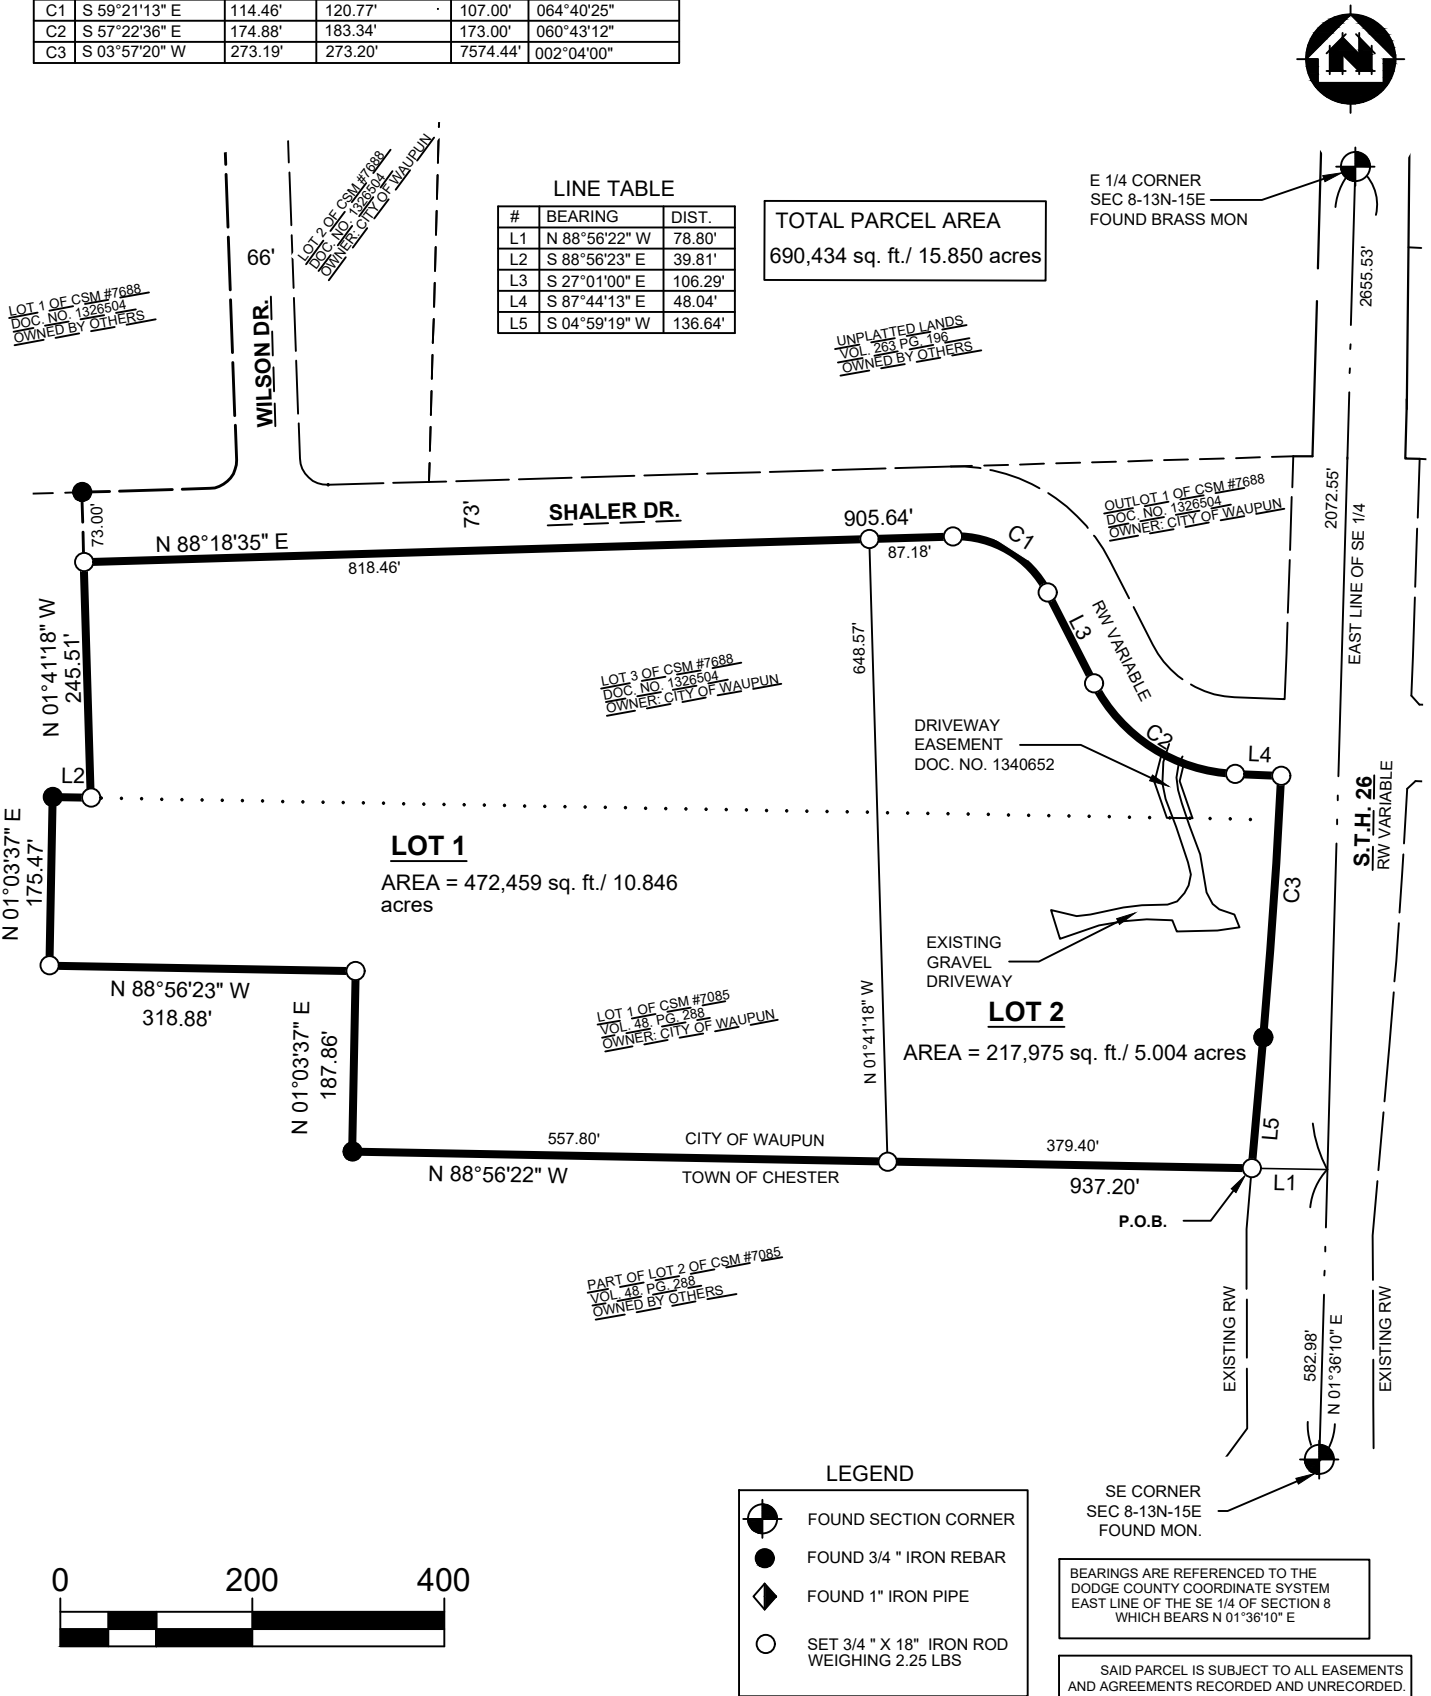 C1 S 59°21'13" E 114.46' 120.77' 107.00' 064°40'25"
C2 S 57°22'36" E 174.88' 183.34' 173.00' 060°43'12"
C3 S 03°57'20" W 273.19' 273.20' 7574.44' 002°04'00"
N
E 1/4 CORNER
SEC 8-13N-15E
FOUND BRASS MON
LINE TABLE
# BEARING DIST.
L1 N 88°56'22" W 78.80'
L2 S 88°56'23" E 39.81'
L3 S 27°01'00" E 106.29'
L4 S 87°44'13" E 48.04'
L5 S 04°59'19" W 136.64'
TOTAL PARCEL AREA
690,434 sq. ft./ 15.850 acres
LOT 2 OF CSM #7688
DOC. NO. 1326504
OWNER: CITY OF WAUPUN
66'
WILSON DR.
LOT 1 OF CSM #7688
DOC. NO. 1326504
OWNED BY OTHERS
UNPLATTED LANDS
VOL. 263 PG. 196
OWNED BY OTHERS
2655.53'
2072.55'
EAST LINE OF SE 1/4
OUTLOT 1 OF CSM #7688
DOC. NO. 1326504
OWNER: CITY OF WAUPUN
73.00'
73'
SHALER DR.
905.64'
N 88°18'35" E
818.46'
87.18'
C1
L3
RW VARIABLE
N 01°41'18" W
245.51'
648.57'
LOT 3 OF CSM #7688
DOC. NO. 1326504
OWNER: CITY OF WAUPUN
DRIVEWAY
EASEMENT
DOC. NO. 1340652
C2
L4
L2
S.T.H. 26
RW VARIABLE
N 01°03'37" E
175.47'
LOT 1
AREA = 472,459 sq. ft./ 10.846
acres
C3
EXISTING
GRAVEL
DRIVEWAY
N 88°56'23" W
318.88'
LOT 1 OF CSM #7085
VOL. 48. PG. 288
OWNER: CITY OF WAUPUN
N 01°41'18" W
LOT 2
AREA = 217,975 sq. ft./ 5.004 acres
N 01°03'37" E
187.86'
557.80'
CITY OF WAUPUN
379.40'
L5
N 88°56'22" W
TOWN OF CHESTER
937.20'
L1
P.O.B.
PART OF LOT 2 OF CSM #7085
VOL. 48. PG. 288
OWNED BY OTHERS
EXISTING RW
582.98'
N 01°36'10" E
EXISTING RW
SE CORNER
SEC 8-13N-15E
FOUND MON.
LEGEND
FOUND SECTION CORNER
FOUND 3/4 " IRON REBAR
FOUND 1" IRON PIPE
SET 3/4 " X 18" IRON ROD
WEIGHING 2.25 LBS
0 200 400
BEARINGS ARE REFERENCED TO THE
DODGE COUNTY COORDINATE SYSTEM
EAST LINE OF THE SE 1/4 OF SECTION 8
WHICH BEARS N 01°36'10" E
SAID PARCEL IS SUBJECT TO ALL EASEMENTS
AND AGREEMENTS RECORDED AND UNRECORDED.